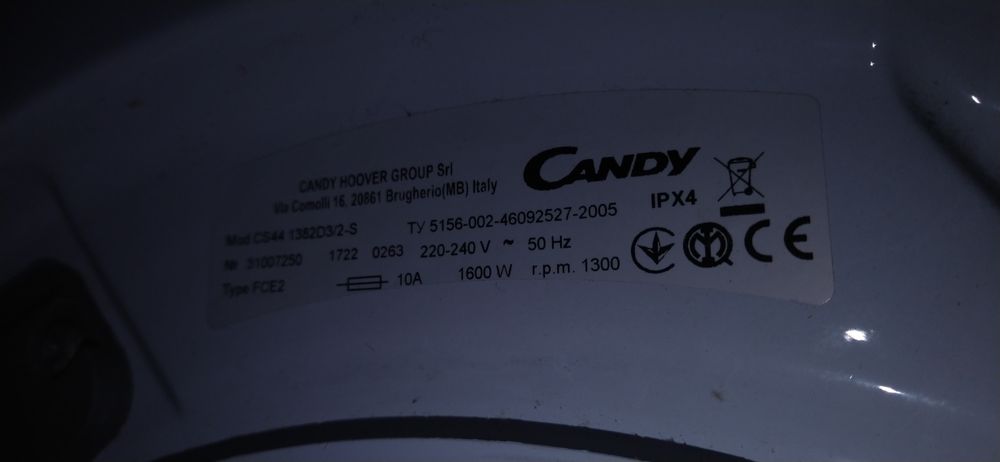 CANDY HOOVER GROUP Srl
Via Comolli 16, 20861 Brugherio(MB) Italy
CANDY
Mod CS44 1382D3/2-S
ТУ 5156-002-46092527-2005
IPX4
Nr 31007250 1722 0263 220-240 V ~ 50 Hz
Type FCE2 10A 1600 W r.p.m. 1300
CE